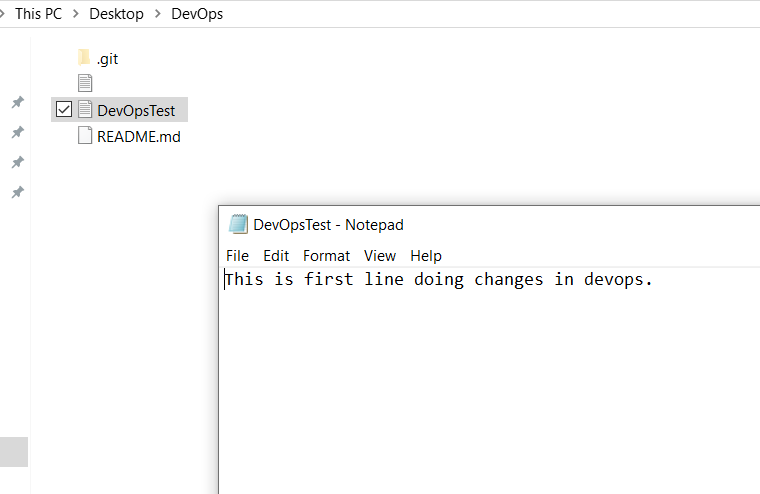 This PC > Desktop > DevOps
.git
DevOpsTest
README.md
DevOpsTest - Notepad
File Edit Format View Help
This is first line doing changes in devops.